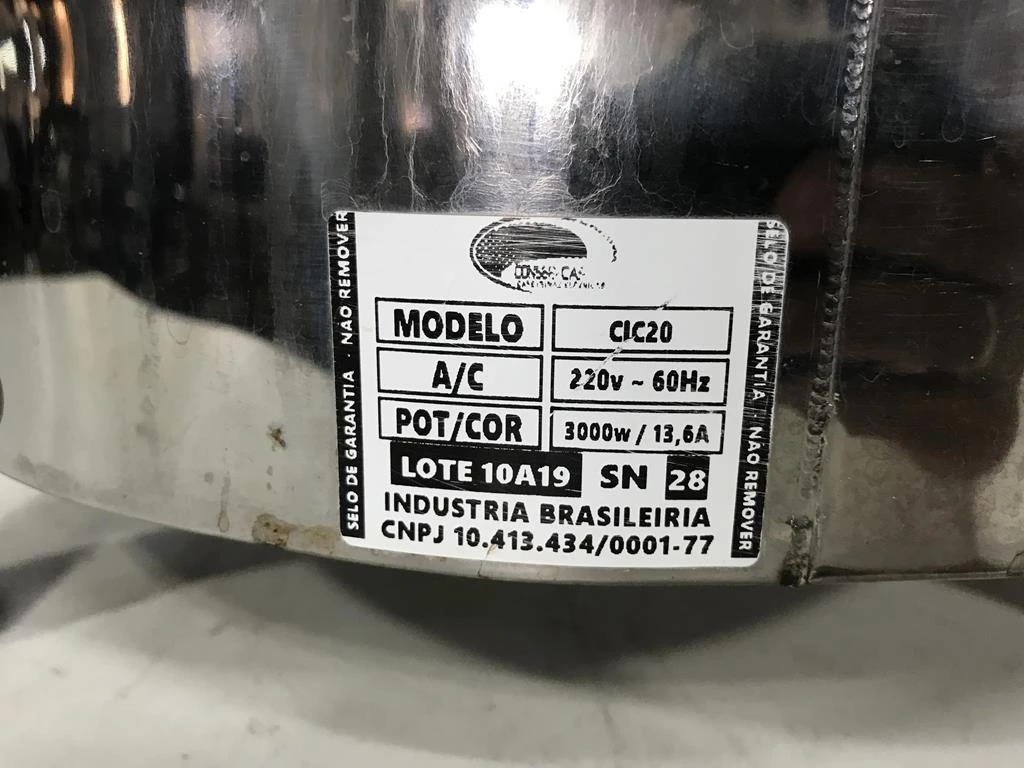 MODELO CIC20
A/C 220v ~ 60Hz
POT/COR 3000w / 13,6A
LOTE 10A19 SN 28
INDUSTRIA BRASILEIRIA
CNPJ 10.413.434/0001-77
SELO DE GARANTIA · NÃO REMOVER
SELO DE GARANTIA · NÃO REMOVER